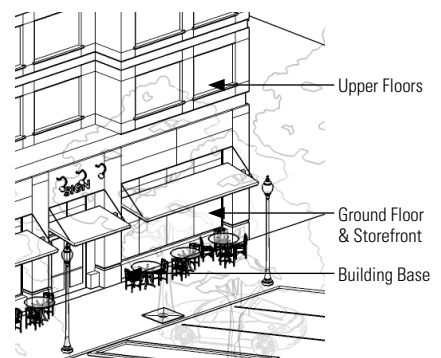 Upper Floors
SIGN
Ground Floor
& Storefront
Building Base